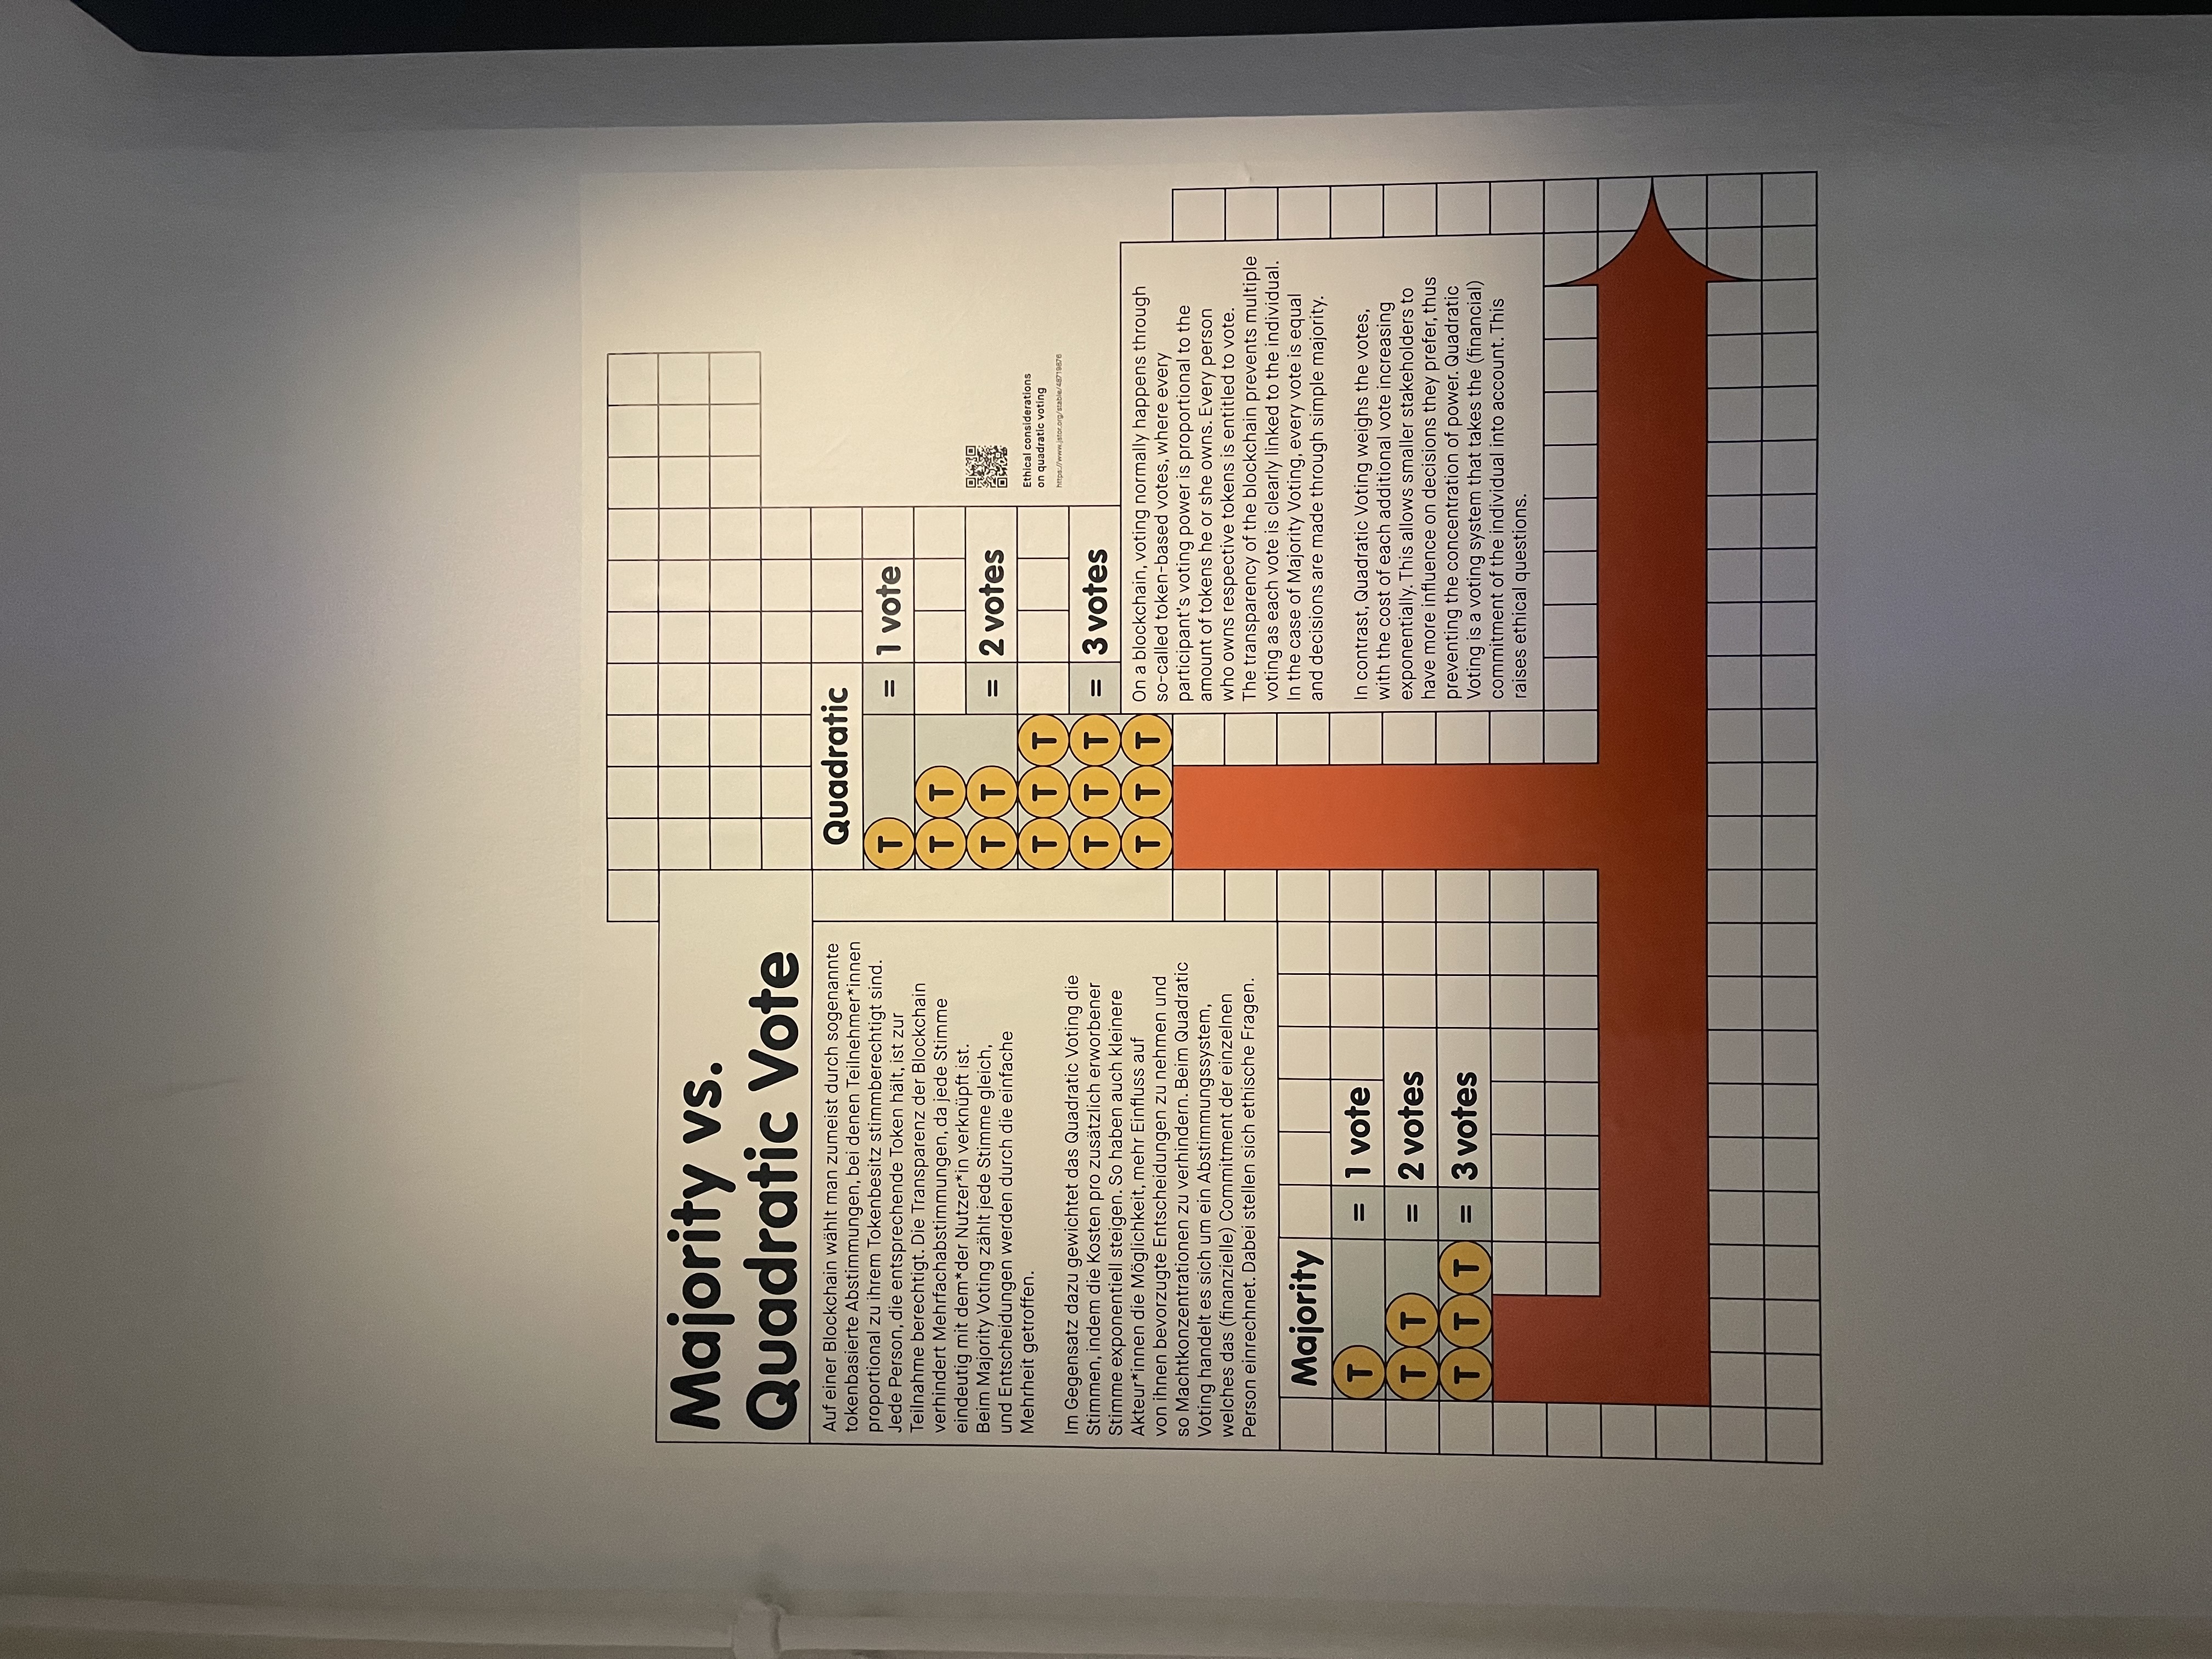 Majority vs.
Quadratic Vote
Auf einer Blockchain wählt man zumeist durch sogenannte
tokenbasierte Abstimmungen, bei denen Teilnehmer*innen
proportional zu ihrem Tokenbesitz stimmberechtigt sind.
Jede Person, die entsprechende Token hält, ist zur
Teilnahme berechtigt. Die Transparenz der Blockchain
verhindert Mehrfachabstimmungen, da jede Stimme
eindeutig mit dem*der Nutzer*in verknüpft ist.
Beim Majority Voting zählt jede Stimme gleich,
und Entscheidungen werden durch die einfache
Mehrheit getroffen.
Im Gegensatz dazu gewichtet das Quadratic Voting die
Stimmen, indem die Kosten pro zusätzlich erworbener
Stimme exponentiell steigen. So haben auch kleinere
Akteur*innen die Möglichkeit, mehr Einfluss auf
von ihnen bevorzugte Entscheidungen zu nehmen und
so Machtkonzentrationen zu verhindern. Beim Quadratic
Voting handelt es sich um ein Abstimmungssystem,
welches das (finanzielle) Commitment der einzelnen
Person einrechnet. Dabei stellen sich ethische Fragen.
Majority
T = 1 vote
T T = 2 votes
T T T = 3 votes
Quadratic
T = 1 vote
T T
T T = 2 votes
T T T
T T T = 3 votes
T T T
Ethical considerations
on quadratic voting
https://www.jstor.org/stable/48719676
On a blockchain, voting normally happens through
so-called token-based votes, where every
participant's voting power is proportional to the
amount of tokens he or she owns. Every person
who owns respective tokens is entitled to vote.
The transparency of the blockchain prevents multiple
voting as each vote is clearly linked to the individual.
In the case of Majority Voting, every vote is equal
and decisions are made through simple majority.
In contrast, Quadratic Voting weighs the votes,
with the cost of each additional vote increasing
exponentially. This allows smaller stakeholders to
have more influence on decisions they prefer, thus
preventing the concentration of power. Quadratic
Voting is a voting system that takes the (financial)
commitment of the individual into account. This
raises ethical questions.